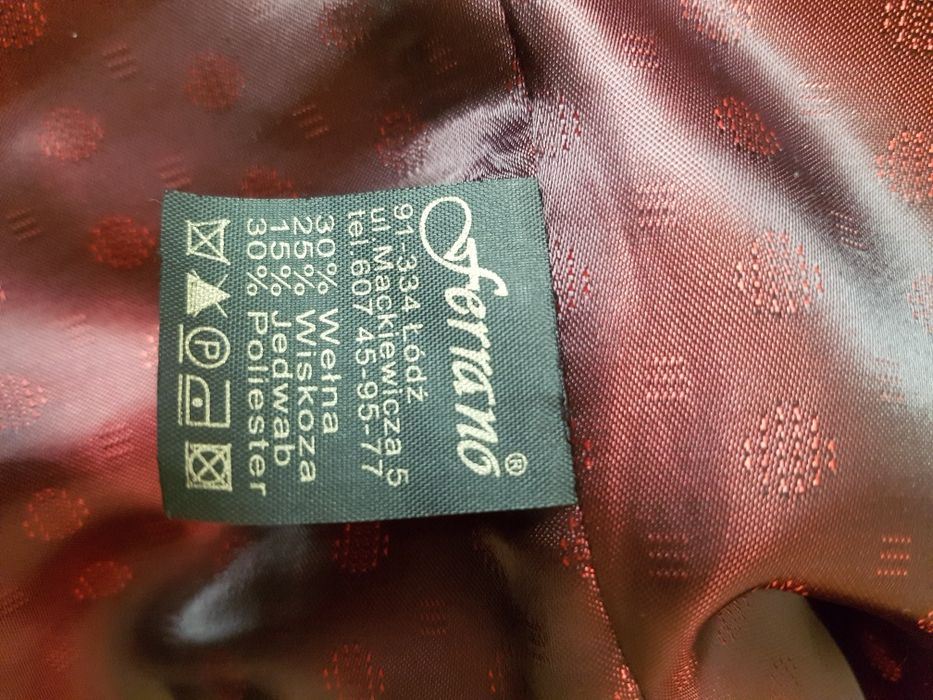 Ferranó ®
91-334 Łódź
ul.Mackiewicza 5
tel.607 45-95-77
30% Wełna
25% Wiskoza
15% Jedwab
30% Poliester
P